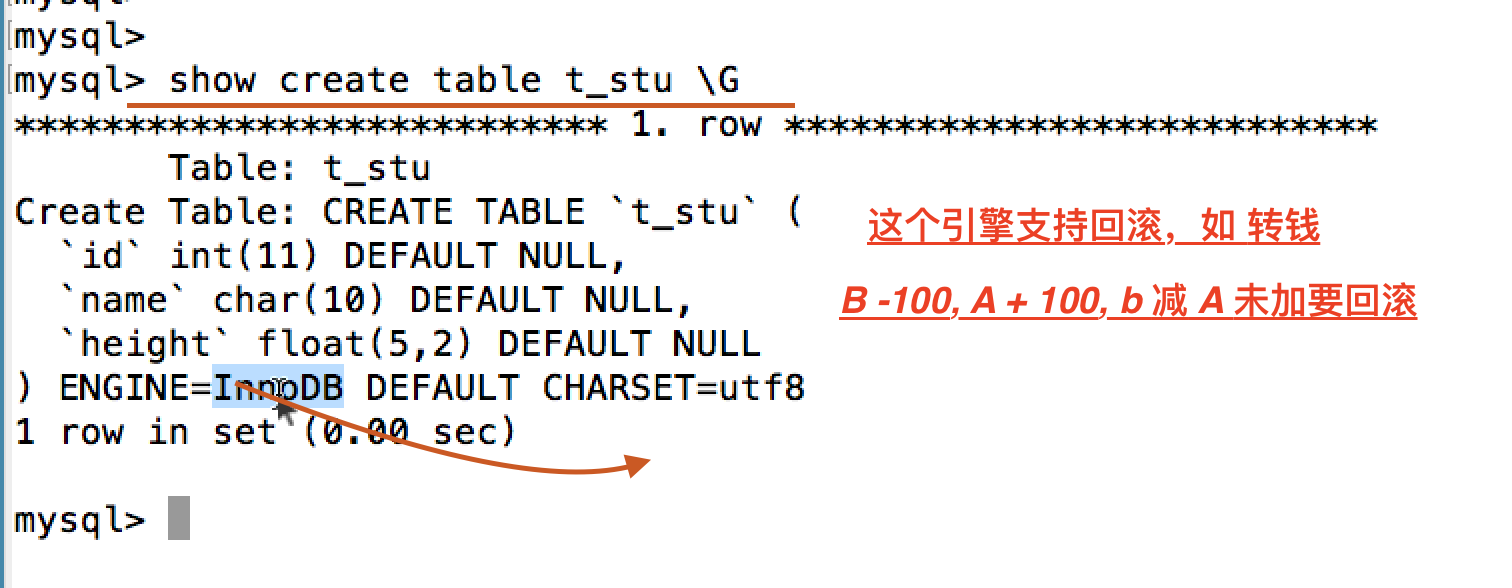 mysql>
mysql>
mysql> show create table t_stu \G
*************************** 1. row ***************************
Table: t_stu
Create Table: CREATE TABLE `t_stu` (
这个引擎支持回滚，如 转钱
`id` int(11) DEFAULT NULL,
`name` char(10) DEFAULT NULL,
B -100, A + 100, b 减 A 未加要回滚
`height` float(5,2) DEFAULT NULL
) ENGINE=InnoDB DEFAULT CHARSET=utf8
1 row in set (0.00 sec)
mysql>